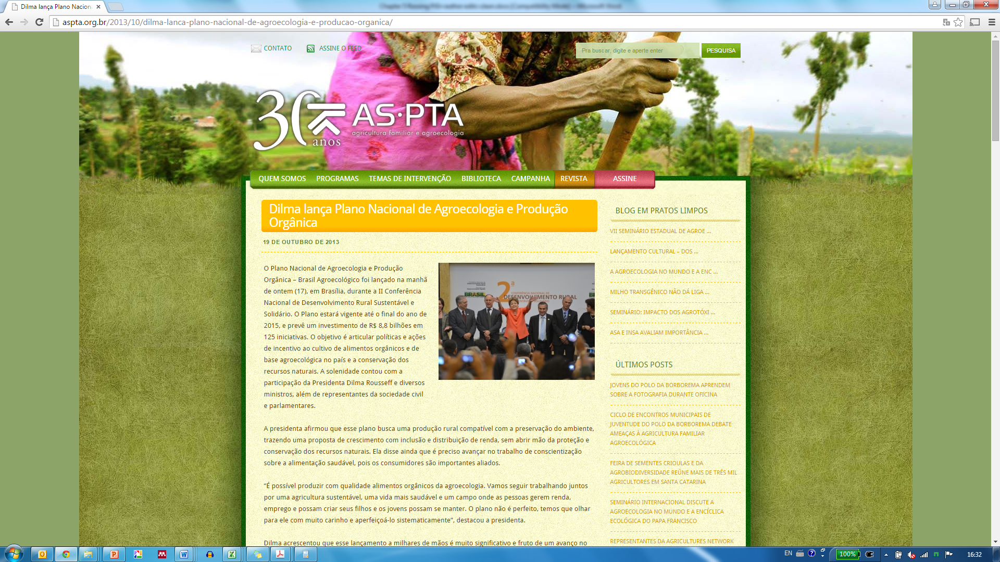 Dilma lança Plano Nacion
aspta.org.br/2013/10/dilma-lanca-plano-nacional-de-agroecologia-e-producao-organica/
CONTATO
ASSINE O FEED
Pra buscar, digite e aperte enter
PESQUISA
30
anos
AS·PTA
agricultura familiar e agroecologia
QUEM SOMOS PROGRAMAS TEMAS DE INTERVENÇÃO BIBLIOTECA CAMPANHA REVISTA ASSINE
Dilma lança Plano Nacional de Agroecologia e Produção
Orgânica
19 DE OUTUBRO DE 2013
O Plano Nacional de Agroecologia e Produção
Orgânica – Brasil Agroecológico foi lançado na manhã
de ontem (17), em Brasília, durante a II Conferência
Nacional de Desenvolvimento Rural Sustentável e
Solidário. O Plano estará vigente até o final do ano de
2015, e prevê um investimento de R$ 8,8 bilhões em
125 iniciativas. O objetivo é articular políticas e ações
de incentivo ao cultivo de alimentos orgânicos e de
base agroecológica no país e a conservação dos
recursos naturais. A solenidade contou com a
participação da Presidenta Dilma Rousseff e diversos
ministros, além de representantes da sociedade civil
e parlamentares.
2ª
CONFERÊNCIA NACIONAL DE
DESENVOLVIMENTO RURAL
BRASIL
A presidenta afirmou que esse plano busca uma produção rural compatível com a preservação do ambiente,
trazendo uma proposta de crescimento com inclusão e distribuição de renda, sem abrir mão da proteção e
conservação dos recursos naturais. Ela disse ainda que é preciso avançar no trabalho de conscientização
sobre a alimentação saudável, pois os consumidores são importantes aliados.
“É possível produzir com qualidade alimentos orgânicos da agroecologia. Vamos seguir trabalhando juntos
por uma agricultura sustentável, uma vida mais saudável e um campo onde as pessoas gerem renda,
emprego e possam criar seus filhos e os jovens possam se manter. O plano não é perfeito, temos que olhar
para ele com muito carinho e aperfeiçoá-lo sistematicamente”, destacou a presidenta.
Dilma acrescentou que esse lançamento a milhares de mãos é muito significativo e fruto de um avanço no
BLOG EM PRATOS LIMPOS
VII SEMINÁRIO ESTADUAL DE AGROE ...
LANÇAMENTO CULTURAL – DOS ...
A AGROECOLOGIA NO MUNDO E A ENC ...
MILHO TRANSGÊNICO NÃO DÁ LIGA ...
SEMINÁRIO: IMPACTO DOS AGROTÓXI ...
ASA E INSA AVALIAM IMPORTÂNCIA ...
ÚLTIMOS POSTS
JOVENS DO POLO DA BORBOREMA APRENDEM
SOBRE A FOTOGRAFIA DURANTE OFICINA
CICLO DE ENCONTROS MUNICIPAIS DE
JUVENTUDE DO POLO DA BORBOREMA DEBATE
AMEAÇAS À AGRICULTURA FAMILIAR
AGROECOLÓGICA
FEIRA DE SEMENTES CRIOULAS E DA
AGROBIODIVERSIDADE REÚNE MAIS DE TRÊS MIL
AGRICULTORES EM SANTA CATARINA
SEMINÁRIO INTERNACIONAL DISCUTE A
AGROECOLOGIA NO MUNDO E A ENCÍCLICA
ECOLÓGICA DO PAPA FRANCISCO
REPRESENTANTES DA AGRICULTURES NETWORK
EN
100%
16:32